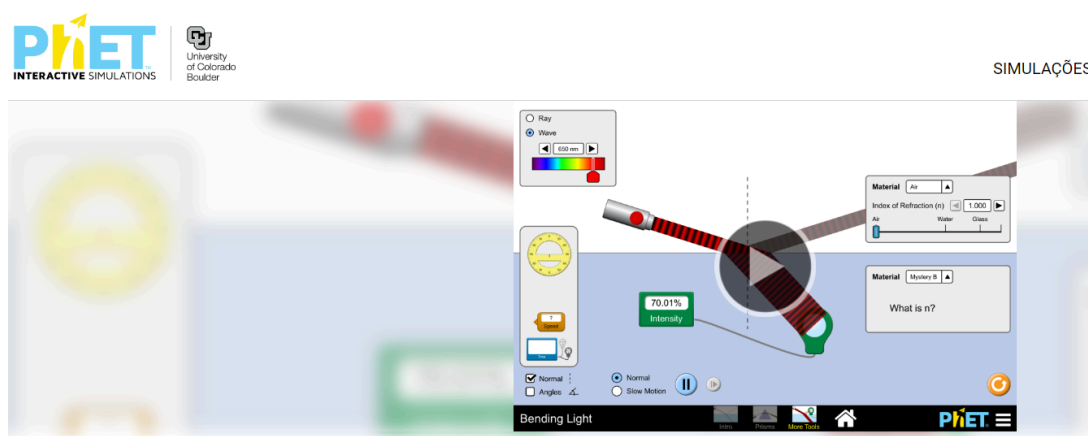 PhET
INTERACTIVE SIMULATIONS
University
of Colorado
Boulder
SIMULAÇÕES
Ray
Wave
650 nm
Material Air
Index of Refraction (n) 1.000
Air Water Glass
Material Mystery B
What is n?
70.01%
Intensity
?
Speed
Time
Normal
Angles
Normal
Slow Motion
Bending Light
Intro
Prisms
More Tools
PhET